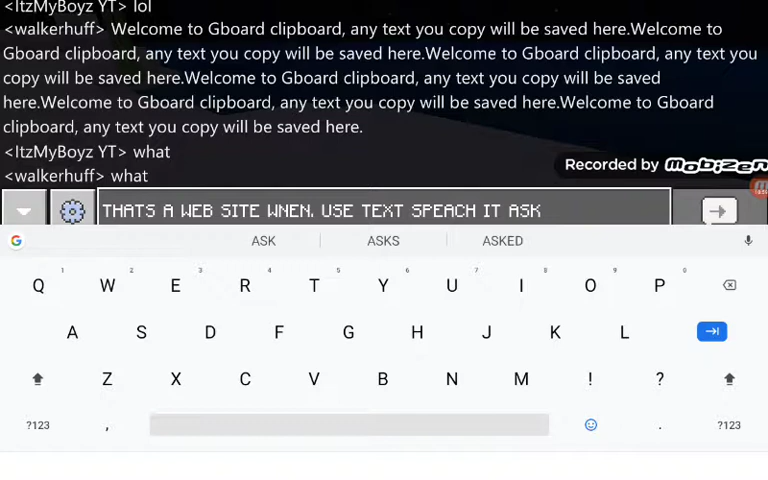 <ItzMyBoyz YT> lol
<walkerhuff> Welcome to Gboard clipboard, any text you copy will be saved here.Welcome to
Gboard clipboard, any text you copy will be saved here.Welcome to Gboard clipboard, any text you
copy will be saved here.Welcome to Gboard clipboard, any text you copy will be saved
here.Welcome to Gboard clipboard, any text you copy will be saved here.Welcome to Gboard
clipboard, any text you copy will be saved here.
<ItzMyBoyz YT> what
Recorded by mobizen
<walkerhuff> what
THATS A WEB SITE WNEN. USE TEXT SPEACH IT ASK
G ASK ASKS ASKED
1 2 3 4 5 6 7 8 9 0
Q W E R T Y U I O P
A S D F G H J K L
Z X C V B N M ! ?
?123 , . ?123